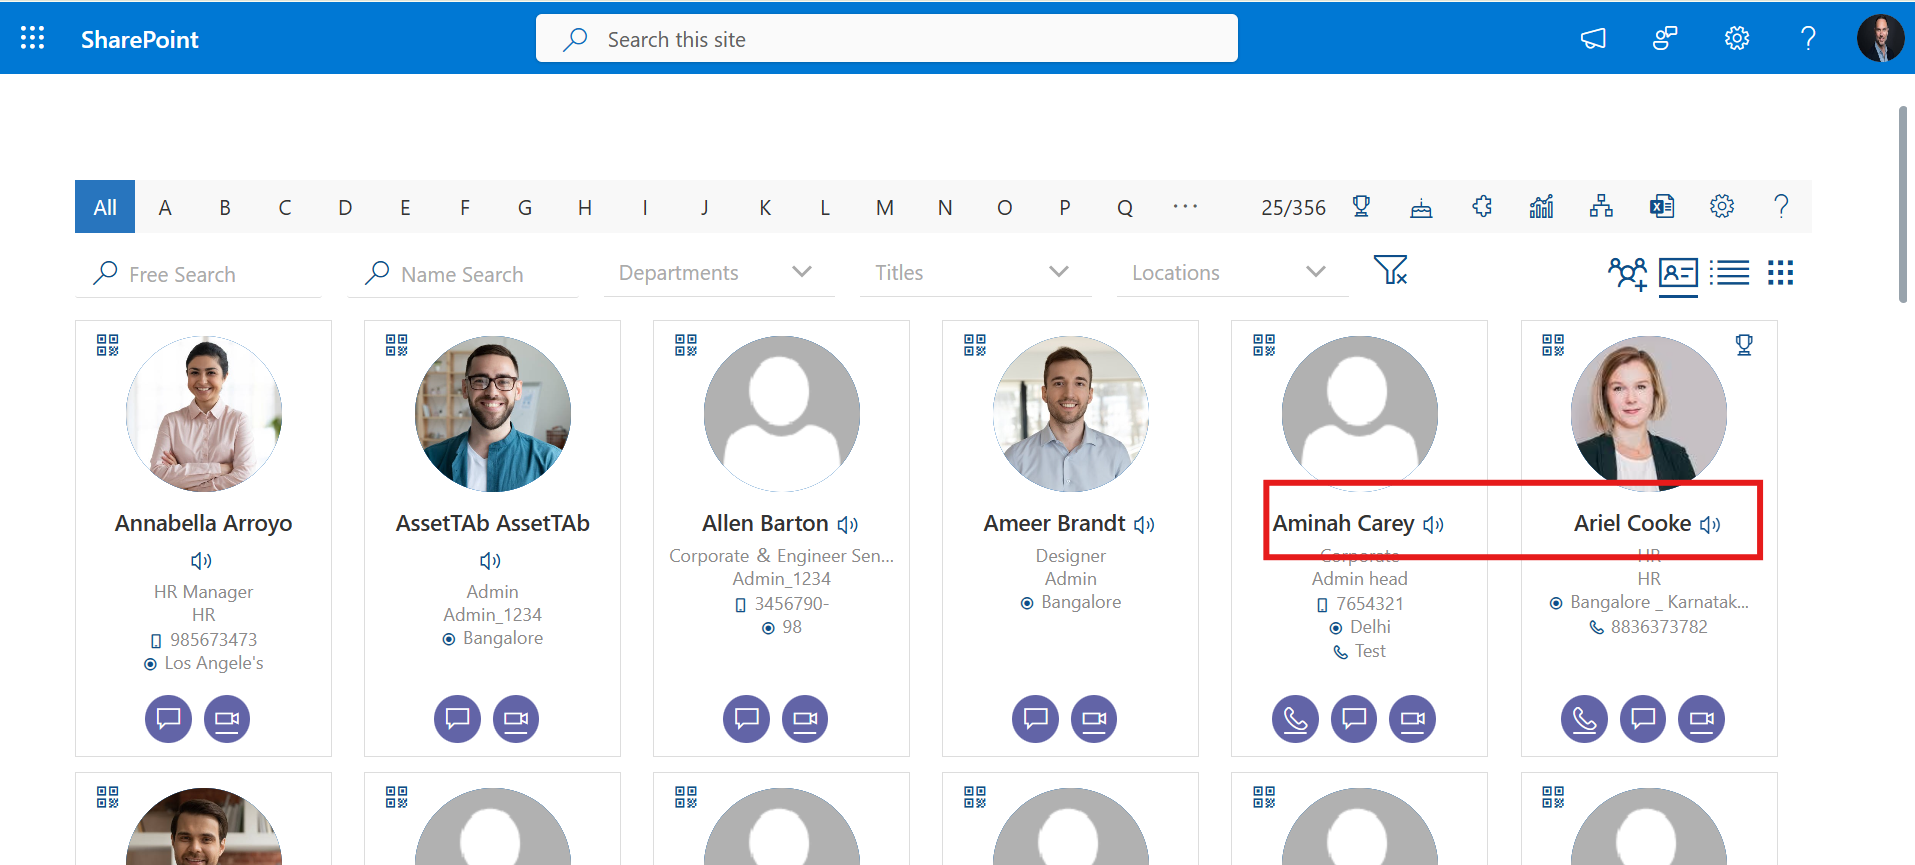 SharePoint
Search this site
All A B C D E F G H I J K L M N O P Q ··· 25/356
Free Search
Name Search
Departments
Titles
Locations
Annabella Arroyo
HR Manager
HR
985673473
Los Angele's
AssetTAb AssetTAb
Admin
Admin_1234
Bangalore
Allen Barton
Corporate & Engineer Sen...
Admin_1234
3456790-
98
Ameer Brandt
Designer
Admin
Bangalore
Aminah Carey
Corporate
Admin head
7654321
Delhi
Test
Ariel Cooke
HR
HR
Bangalore _ Karnatak...
8836373782